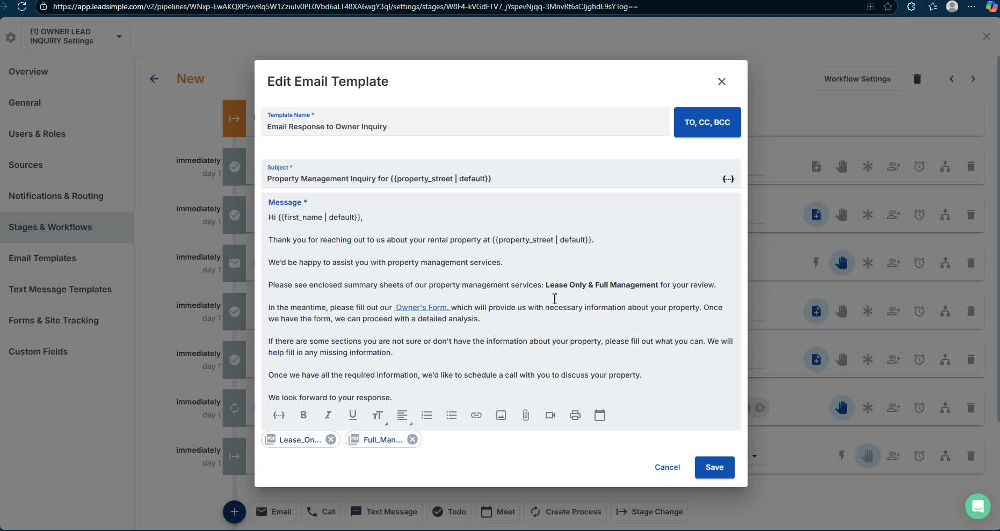 https://app.leadsimple.com/v2/pipelines/WNxp-EwAKQXP5vvRq5W1Zziulv0PL0Vbd6aLT48XA6wgY3qI/settings/stages/W8F4-kVGdFTV7_jYspevNjqq-3MnvRt6sCJjghdE9sYTog==
(1) OWNER LEAD
INQUIRY Settings
Overview
General
Users & Roles
Sources
Notifications & Routing
Stages & Workflows
Email Templates
Text Message Templates
Forms & Site Tracking
Custom Fields
New
Workflow Settings
immediately
day 1
immediately
day 1
immediately
day 1
immediately
day 1
immediately
day 1
immediately
day 1
immediately
day 1
Edit Email Template
Template Name *
Email Response to Owner Inquiry
TO, CC, BCC
Subject *
Property Management Inquiry for {{property_street | default}}
Message *
Hi {{first_name | default}},
Thank you for reaching out to us about your rental property at {{property_street | default}}.
We'd be happy to assist you with property management services.
Please see enclosed summary sheets of our property management services: Lease Only & Full Management for your review.
In the meantime, please fill out our Owner's Form. which will provide us with necessary information about your property. Once
we have the form, we can proceed with a detailed analysis.
If there are some sections you are not sure or don't have the information about your property, please fill out what you can. We will
help fill in any missing information.
Once we have all the required information, we'd like to schedule a call with you to discuss your property.
We look forward to your response.
PDF Lease_On...
PDF Full_Man...
Cancel
Save
Email
Call
Text Message
Todo
Meet
Create Process
Stage Change